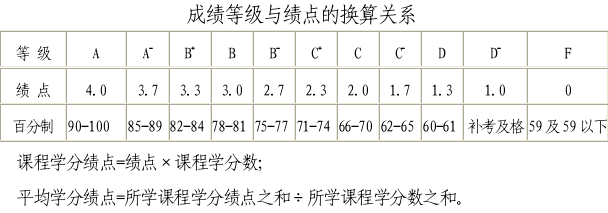 成绩等级与绩点的换算关系
等 级 A A⁻ B⁺ B B⁻ C⁺ C C⁻ D D⁻ F
绩 点 4.0 3.7 3.3 3.0 2.7 2.3 2.0 1.7 1.3 1.0 0
百分制 90-100 85-89 82-84 78-81 75-77 71-74 66-70 62-65 60-61 补考及格 59及59以下
课程学分绩点=绩点×课程学分数;
平均学分绩点=所学课程学分绩点之和÷所学课程学分数之和。